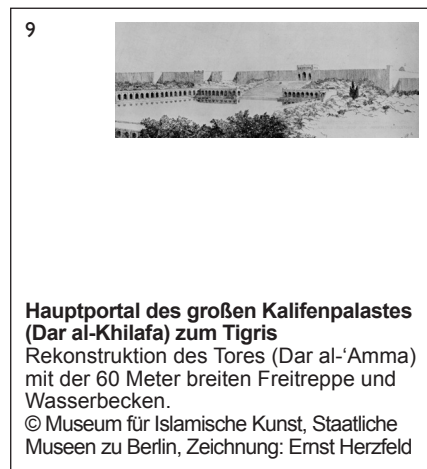 9
Hauptportal des großen Kalifenpalastes
(Dar al-Khilafa) zum Tigris
Rekonstruktion des Tores (Dar al-‘Amma)
mit der 60 Meter breiten Freitreppe und
Wasserbecken.
© Museum für Islamische Kunst, Staatliche
Museen zu Berlin, Zeichnung: Ernst Herzfeld